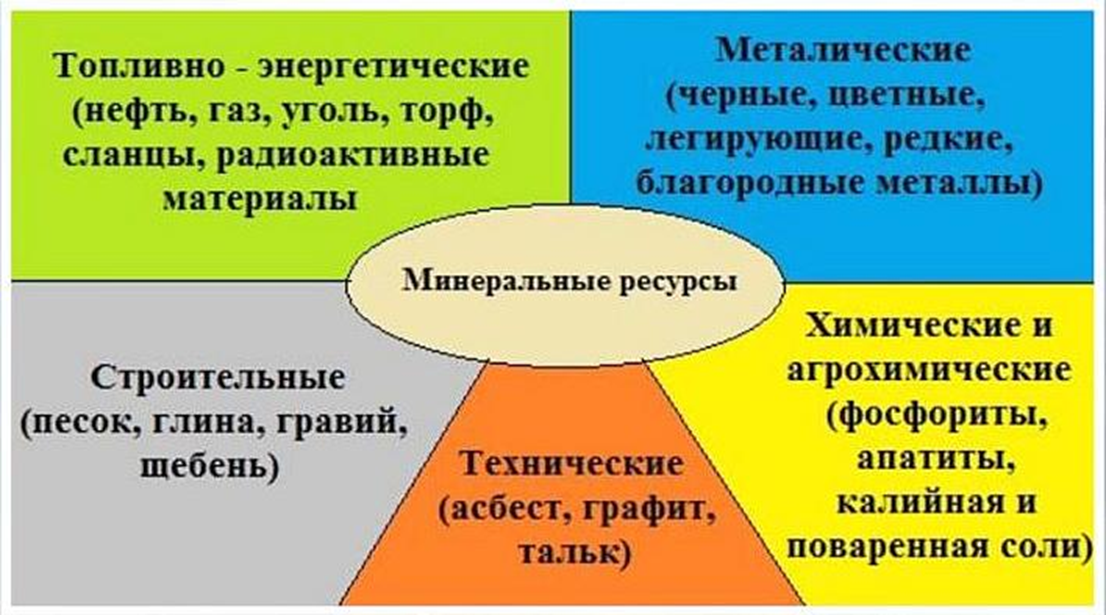 Топливно - энергетические
(нефть, газ, уголь, торф,
сланцы, радиоактивные
материалы
Металические
(черные, цветные,
легирующие, редкие,
благородные металлы)
Минеральные ресурсы
Строительные
(песок, глина, гравий,
щебень)
Технические
(асбест, графит,
тальк)
Химические и
агрохимические
(фосфориты,
апатиты,
калийная и
поваренная соли)